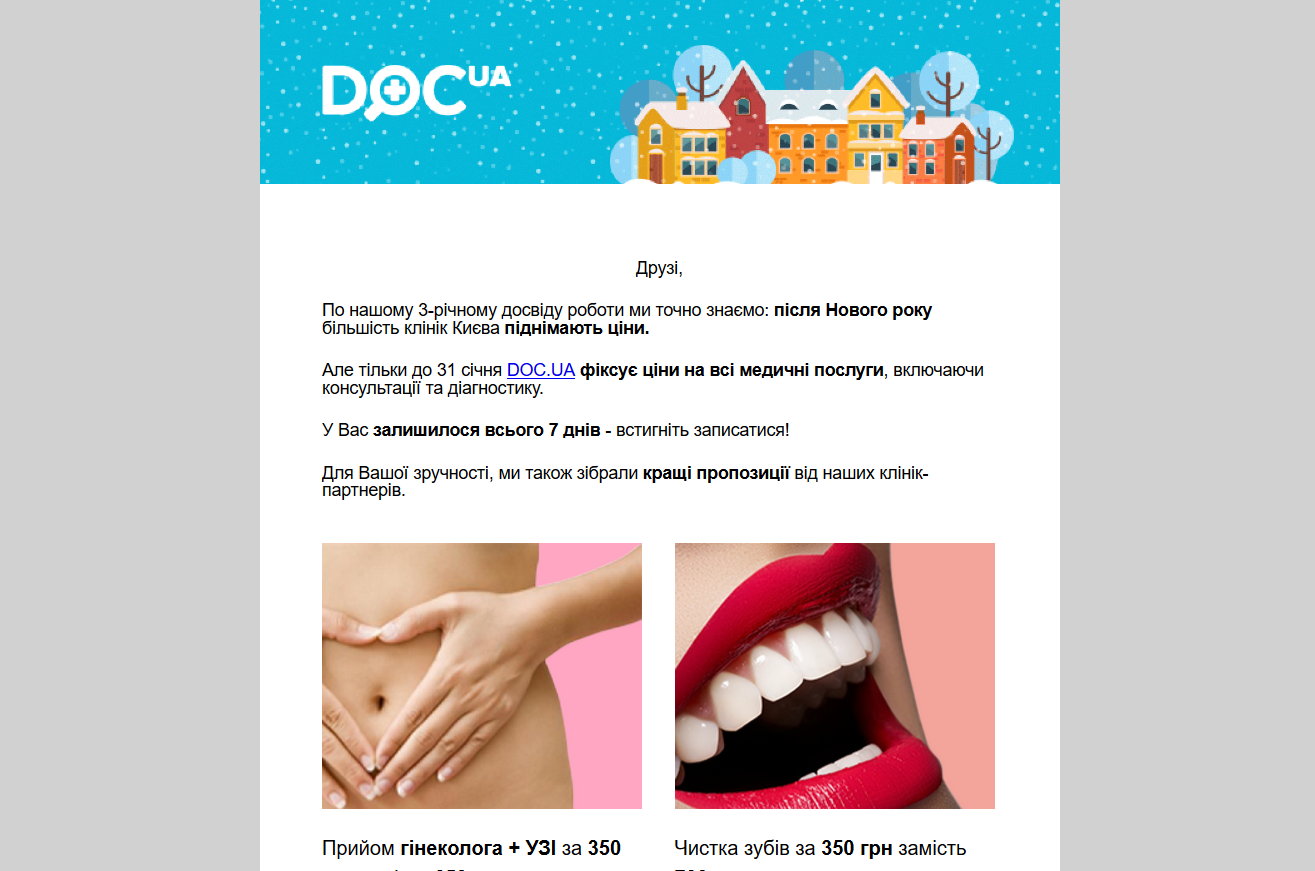 DOC UA
Друзі,
По нашому 3-річному досвіду роботи ми точно знаємо: після Нового року
більшість клінік Києва піднімають ціни.
Але тільки до 31 січня DOC.UA фіксує ціни на всі медичні послуги, включаючи
консультації та діагностику.
У Вас залишилося всього 7 днів - встигніть записатися!
Для Вашої зручності, ми також зібрали кращі пропозиції від наших клінік-
партнерів.
Прийом гінеколога + УЗІ за 350
Чистка зубів за 350 грн замість